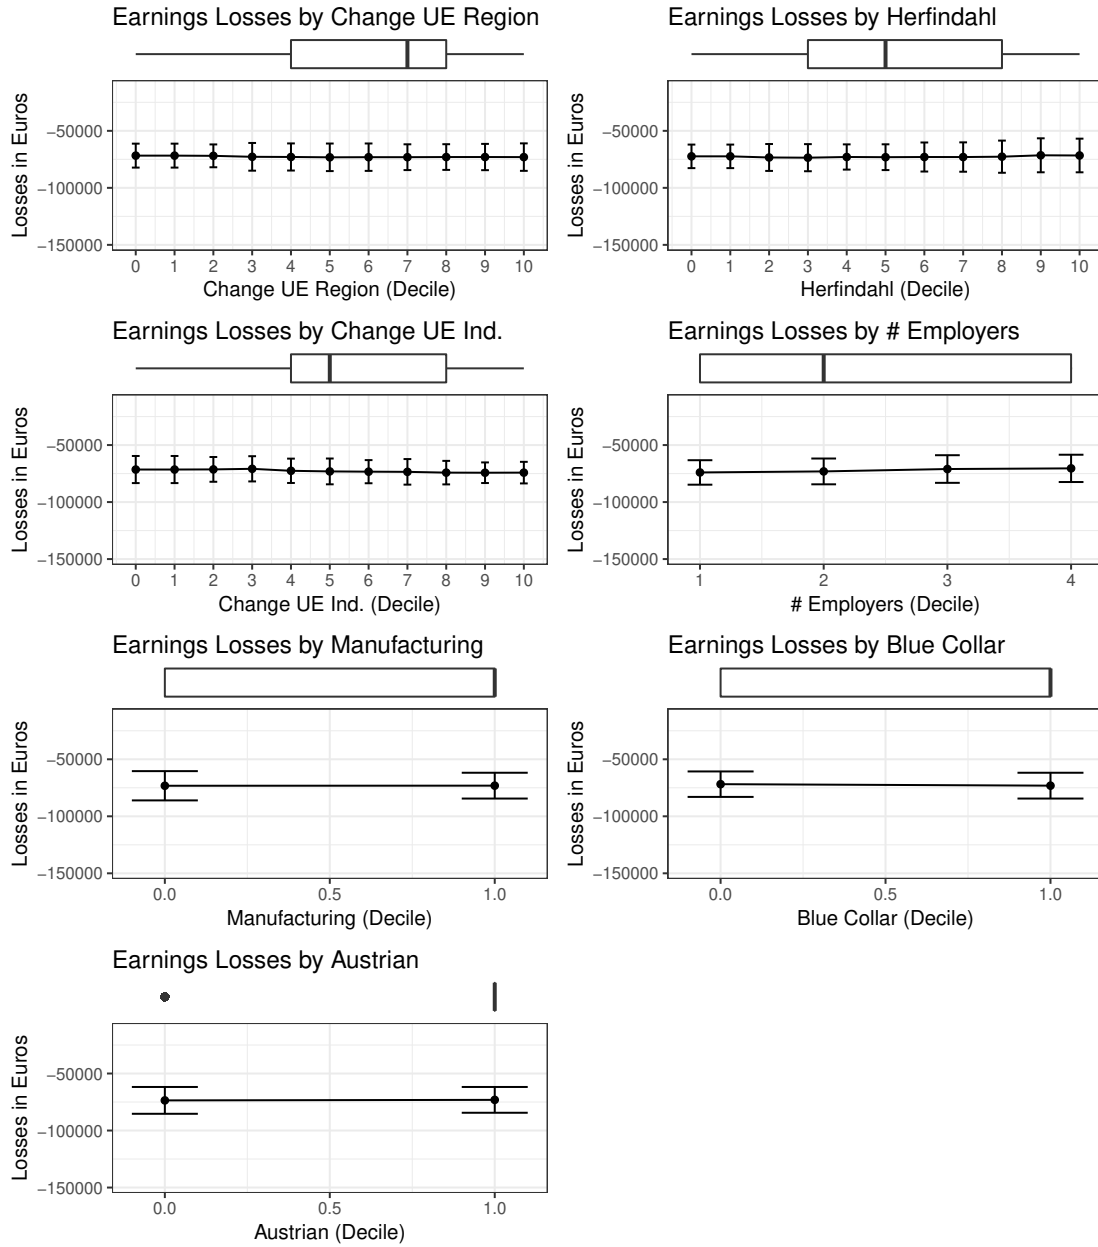 Earnings Losses by Change UE Region
Losses in Euros
−50000
−100000
−150000
0 1 2 3 4 5 6 7 8 9 10
Change UE Region (Decile)
Earnings Losses by Herfindahl
Losses in Euros
−50000
−100000
−150000
0 1 2 3 4 5 6 7 8 9 10
Herfindahl (Decile)
Earnings Losses by Change UE Ind.
Losses in Euros
−50000
−100000
−150000
0 1 2 3 4 5 6 7 8 9 10
Change UE Ind. (Decile)
Earnings Losses by # Employers
Losses in Euros
−50000
−100000
−150000
1 2 3 4
# Employers (Decile)
Earnings Losses by Manufacturing
Losses in Euros
−50000
−100000
−150000
0.0 0.5 1.0
Manufacturing (Decile)
Earnings Losses by Blue Collar
Losses in Euros
−50000
−100000
−150000
0.0 0.5 1.0
Blue Collar (Decile)
Earnings Losses by Austrian
Losses in Euros
−50000
−100000
−150000
0.0 0.5 1.0
Austrian (Decile)